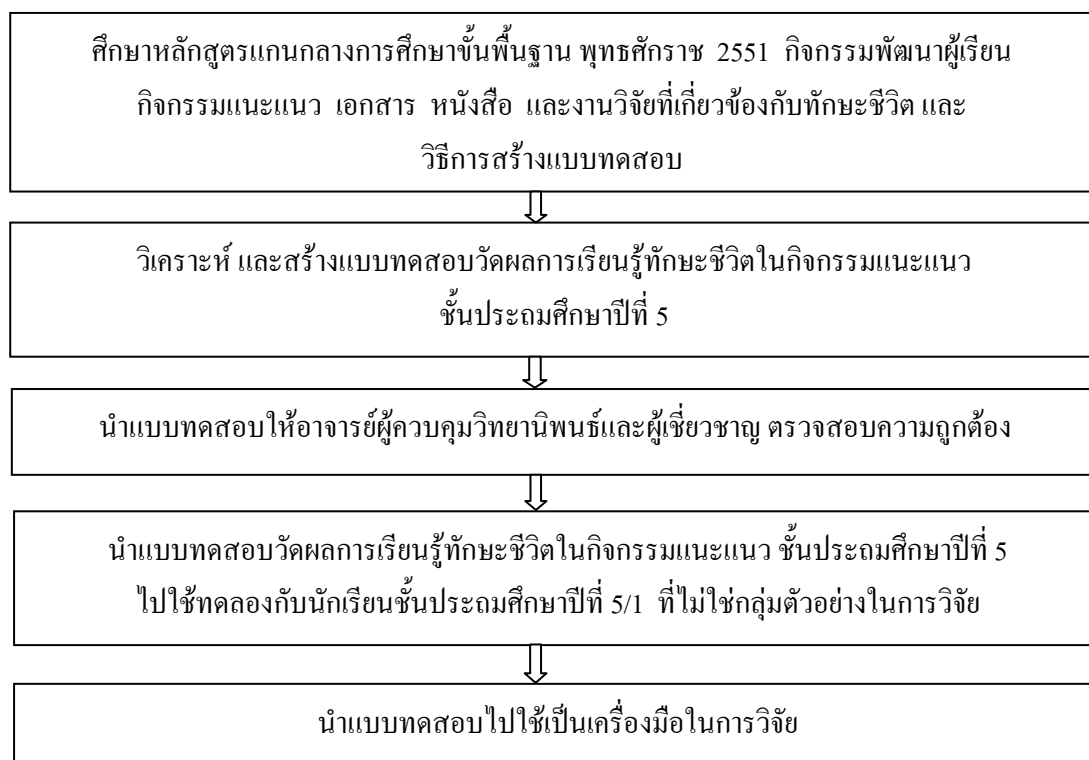 ศึกษาหลักสูตรแกนกลางการศึกษาขั้นพื้นฐาน พุทธศักราช 2551 กิจกรรมพัฒนาผู้เรียน
กิจกรรมแนะแนว เอกสาร หนังสือ และงานวิจัยที่เกี่ยวข้องกับทักษะชีวิต และ
วิธีการสร้างแบบทดสอบ
วิเคราะห์ และสร้างแบบทดสอบวัดผลการเรียนรู้ทักษะชีวิตในกิจกรรมแนะแนว
ชั้นประถมศึกษาปีที่ 5
นำแบบทดสอบให้อาจารย์ผู้ควบคุมวิทยานิพนธ์และผู้เชี่ยวชาญ ตรวจสอบความถูกต้อง
นำแบบทดสอบวัดผลการเรียนรู้ทักษะชีวิตในกิจกรรมแนะแนว ชั้นประถมศึกษาปีที่ 5
ไปใช้ทดลองกับนักเรียนชั้นประถมศึกษาปีที่ 5/1 ที่ไม่ใช่กลุ่มตัวอย่างในการวิจัย
นำแบบทดสอบไปใช้เป็นเครื่องมือในการวิจัย